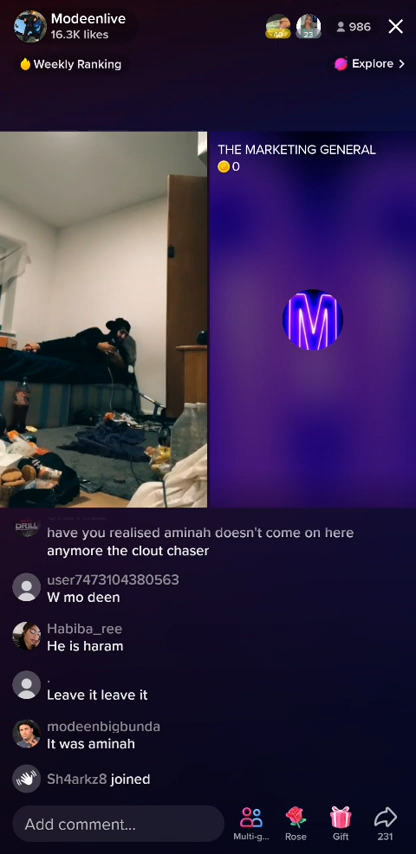 Modeenlive
16.3K likes
23
986
Weekly Ranking
Explore >
THE MARKETING GENERAL
0
M
DRILL
have you realised aminah doesn't come on here
anymore the clout chaser
user7473104380563
W mo deen
Habiba_ree
He is haram
.
Leave it leave it
modeenbigbunda
It was aminah
Sh4arkz8 joined
Add comment...
Multi-g...
Rose
Gift
231